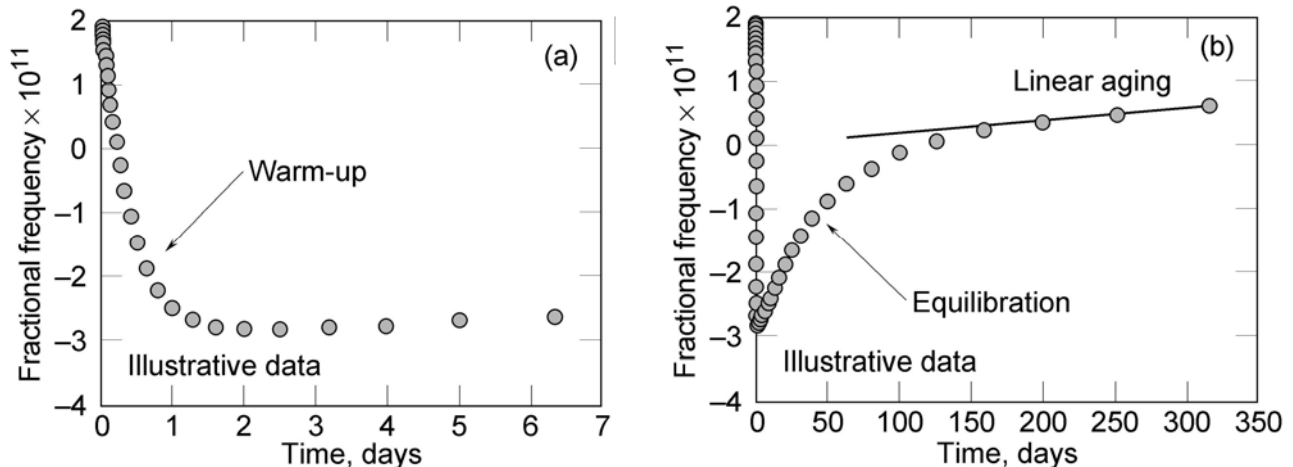 (a)
Fractional frequency × 10¹¹
2
1
0
–1
–2
–3
–4
Warm-up
Illustrative data
0 1 2 3 4 5 6 7
Time, days
(b)
Fractional frequency × 10¹¹
2
1
0
–1
–2
–3
–4
Linear aging
Equilibration
Illustrative data
0 50 100 150 200 250 300 350
Time, days